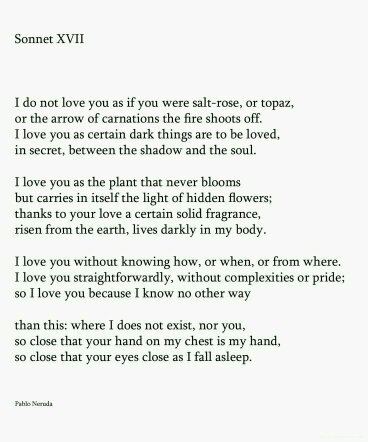 Sonnet XVII
I do not love you as if you were salt-rose, or topaz,
or the arrow of carnations the fire shoots off.
I love you as certain dark things are to be loved,
in secret, between the shadow and the soul.
I love you as the plant that never blooms
but carries in itself the light of hidden flowers;
thanks to your love a certain solid fragrance,
risen from the earth, lives darkly in my body.
I love you without knowing how, or when, or from where.
I love you straightforwardly, without complexities or pride;
so I love you because I know no other way
than this: where I does not exist, nor you,
so close that your hand on my chest is my hand,
so close that your eyes close as I fall asleep.
Pablo Neruda